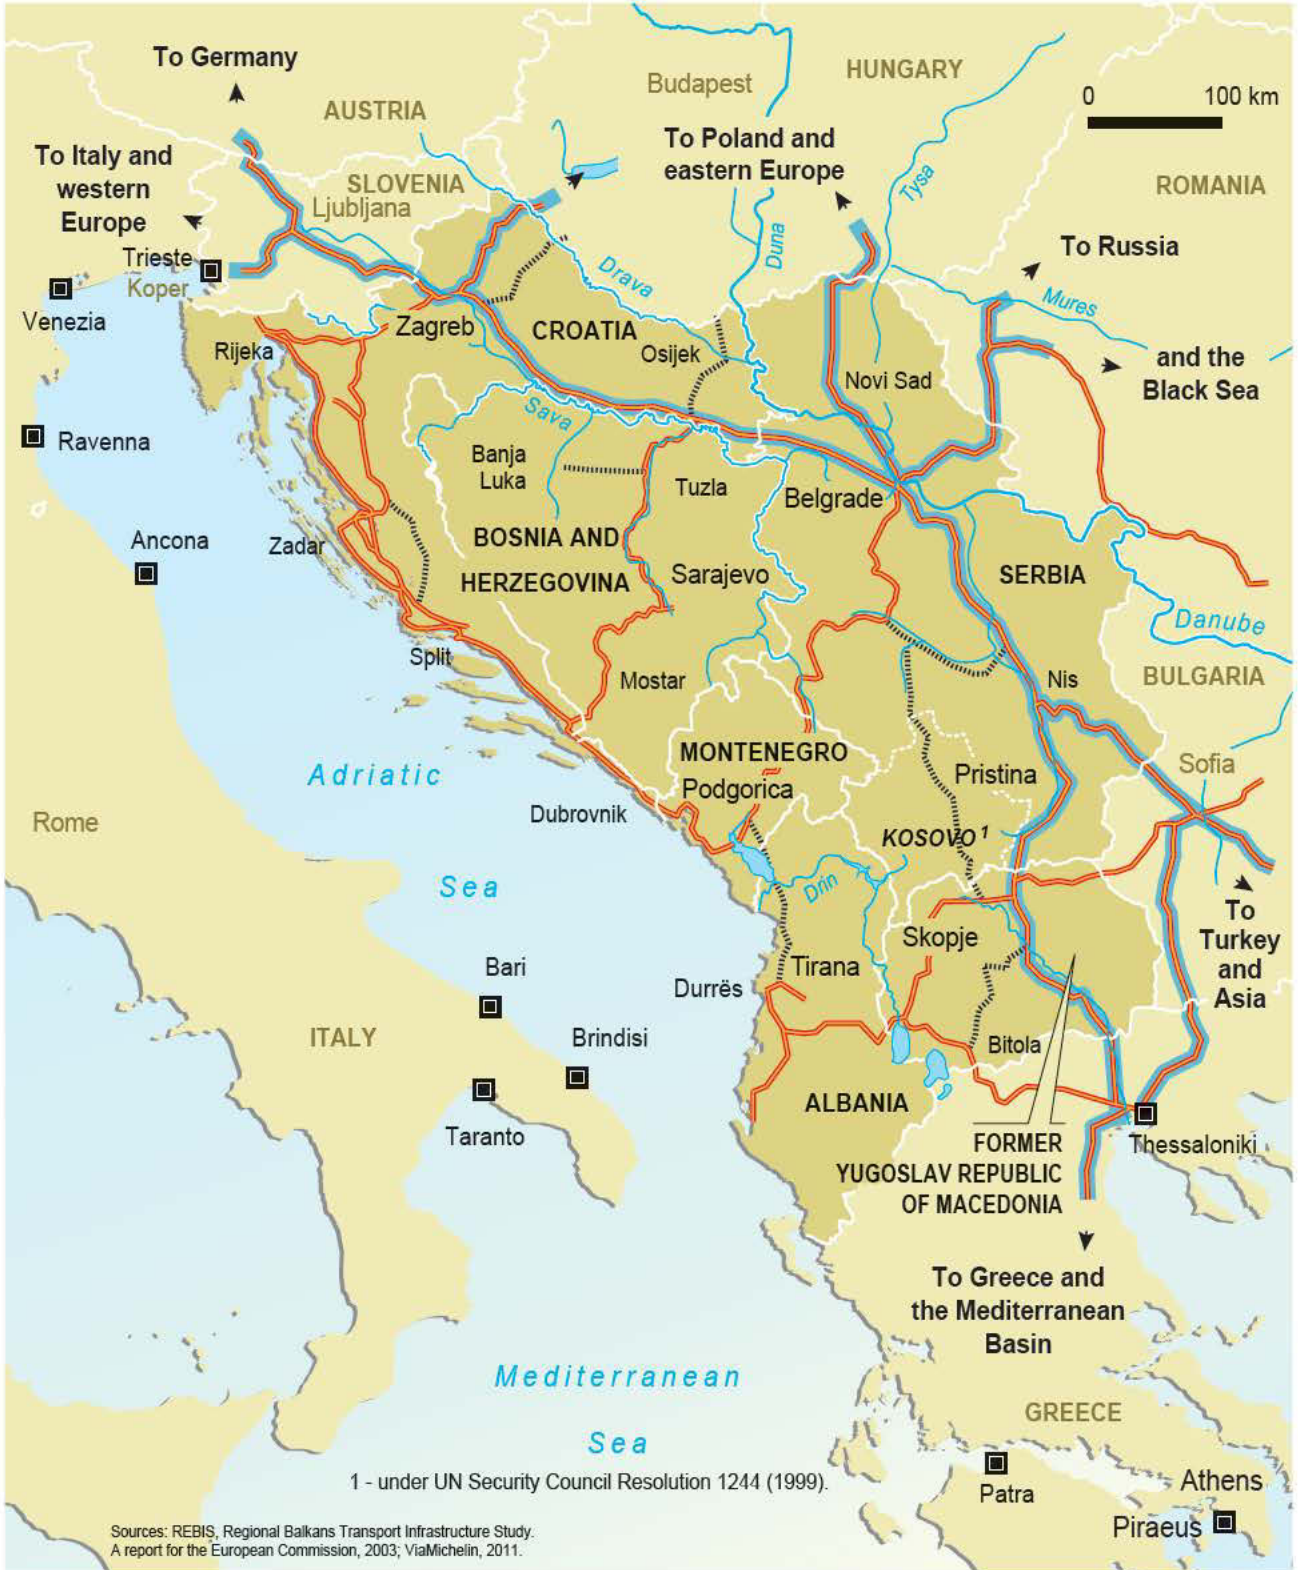 To Germany
AUSTRIA
Budapest
HUNGARY
0 100 km
To Italy and
western
Europe
SLOVENIA
Ljubljana
To Poland and
eastern Europe
Tysa
ROMANIA
Trieste
Koper
Venezia
Duna
To Russia
Drava
Mures
Zagreb
CROATIA
Osijek
Rijeka
Novi Sad
and the
Black Sea
Ravenna
Sava
Banja
Luka
Tuzla
Belgrade
Ancona
Zadar
BOSNIA AND
HERZEGOVINA
Sarajevo
SERBIA
Danube
Split
Mostar
Nis
BULGARIA
Adriatic
Sea
MONTENEGRO
Podgorica
Pristina
Sofia
Rome
Dubrovnik
KOSOVO 1
Drin
To
Turkey
and
Asia
Skopje
Bari
Durrës
Tirana
ITALY
Brindisi
Bitola
Taranto
ALBANIA
Thessaloniki
FORMER
YUGOSLAV REPUBLIC
OF MACEDONIA
To Greece and
the Mediterranean
Basin
Mediterranean
Sea
GREECE
1 - under UN Security Council Resolution 1244 (1999).
Patra
Athens
Piraeus
Sources: REBIS, Regional Balkans Transport Infrastructure Study.
A report for the European Commission, 2003; ViaMichelin, 2011.